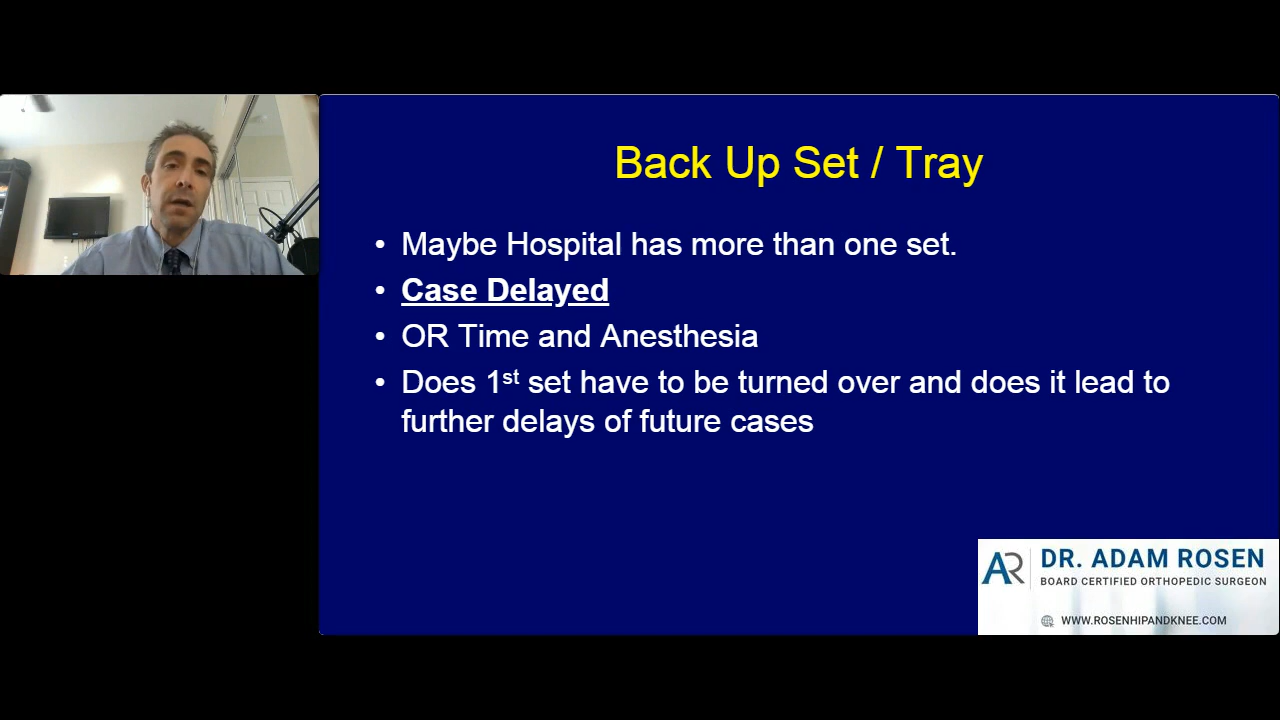 Back Up Set / Tray
• Maybe Hospital has more than one set.
• Case Delayed
• OR Time and Anesthesia
• Does 1st set have to be turned over and does it lead to
further delays of future cases
AR DR. ADAM ROSEN
BOARD CERTIFIED ORTHOPEDIC SURGEON
WWW.ROSENHIPANDKNEE.COM